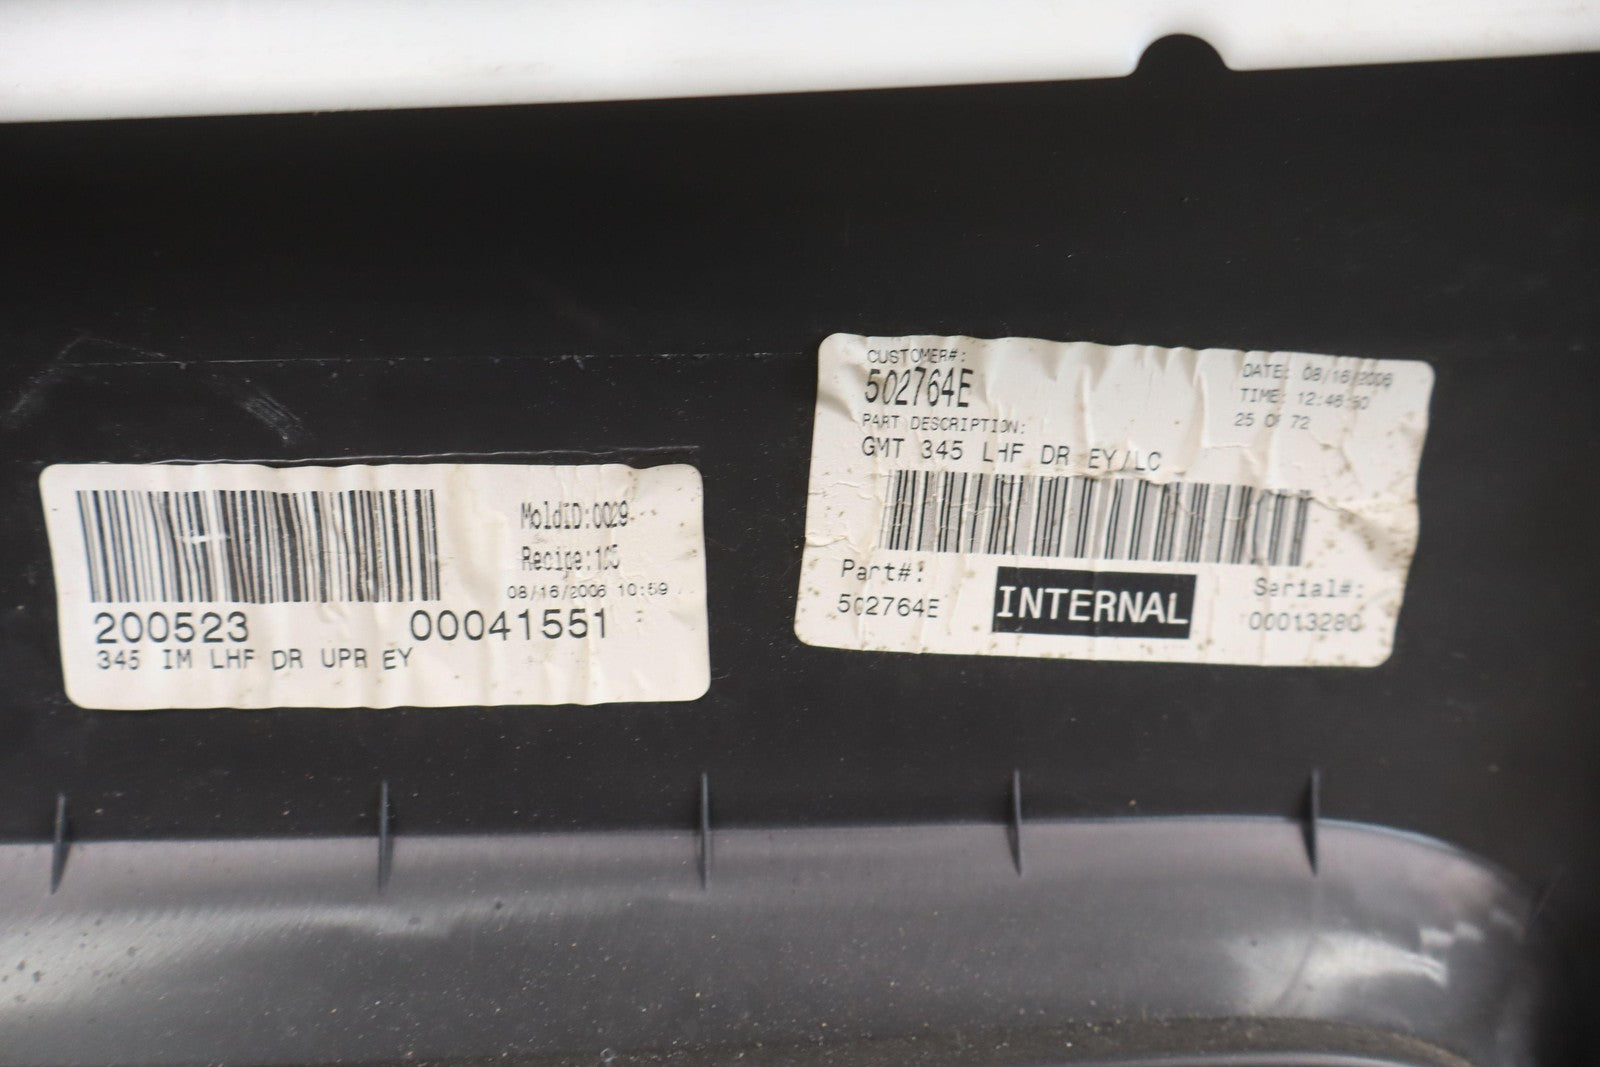 MoldID:0029
Recipe:105
08/16/2006 10:59
200523 00041551
345 IM LHF DR UPR EY
CUSTOMER#:
502764E
PART DESCRIPTION:
GMT 345 LHF DR EY/LC
DATE: 08/16/2006
TIME: 12:46:50
25 OF 72
Part#:
502764E
INTERNAL
Serial#:
00013280